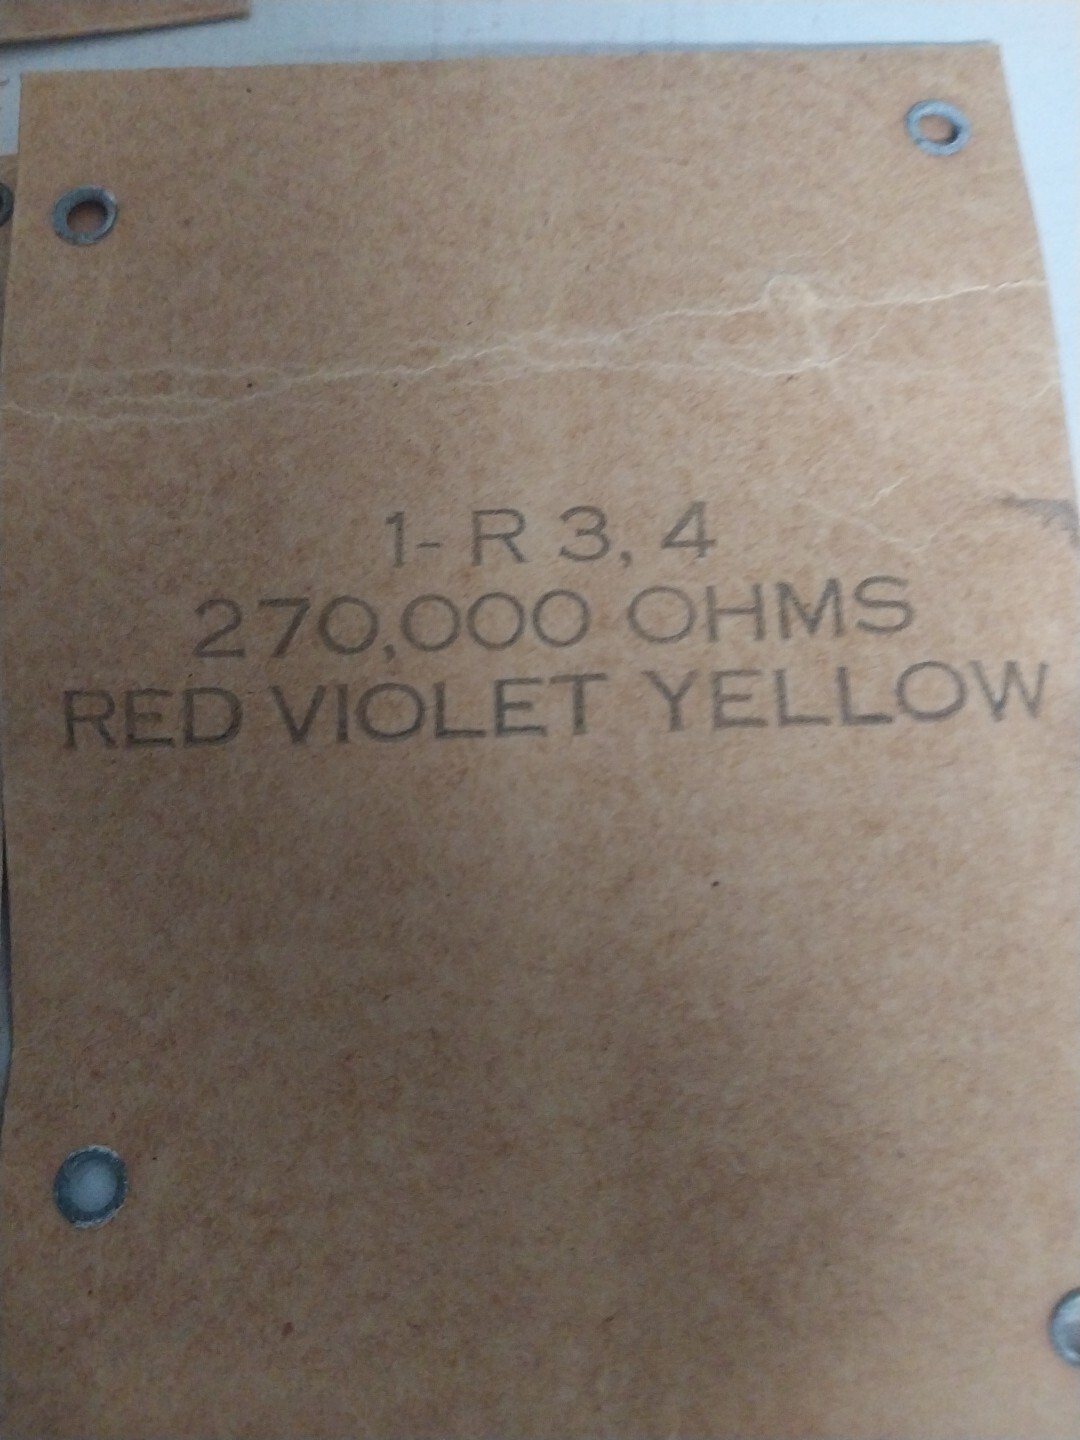 1- R 3, 4
270,000 OHMS
RED VIOLET YELLOW